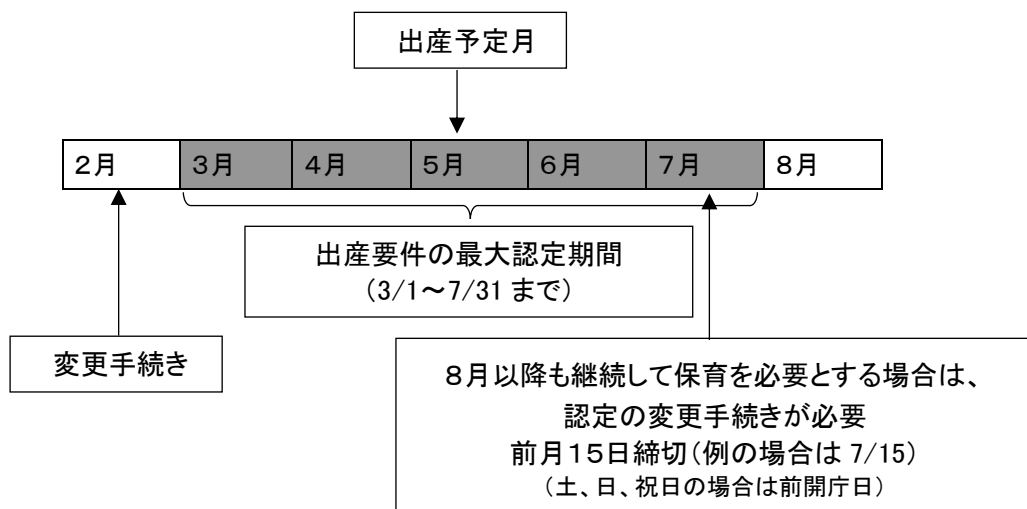 出産予定月
2月 3月 4月 5月 6月 7月 8月
出産要件の最大認定期間
(3/1～7/31 まで)
変更手続き
8月以降も継続して保育を必要とする場合は、
認定の変更手続きが必要
前月15日締切(例の場合は 7/15)
(土、日、祝日の場合は前開庁日)